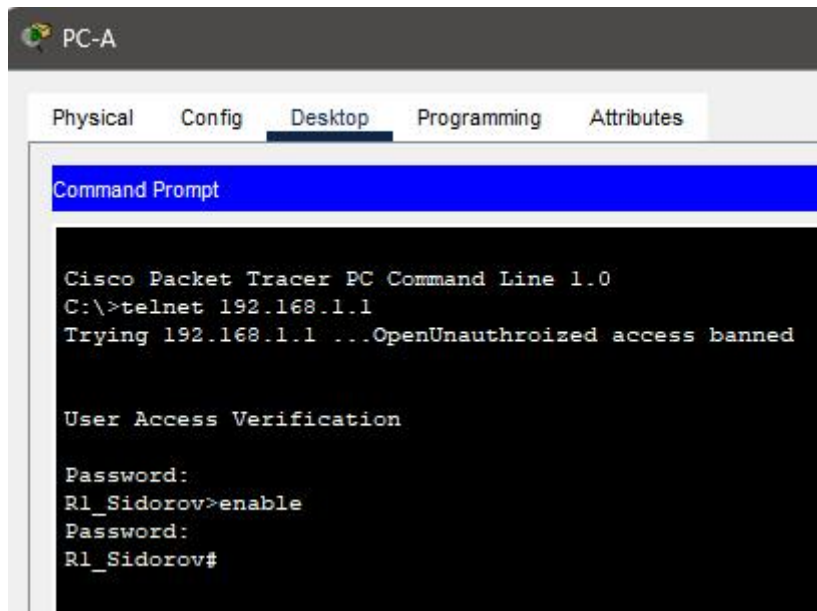 PC-A
Physical Config Desktop Programming Attributes
Command Prompt
Cisco Packet Tracer PC Command Line 1.0
C:\>telnet 192.168.1.1
Trying 192.168.1.1 ...OpenUnauthroized access banned
User Access Verification
Password:
R1_Sidorov>enable
Password:
R1_Sidorov#